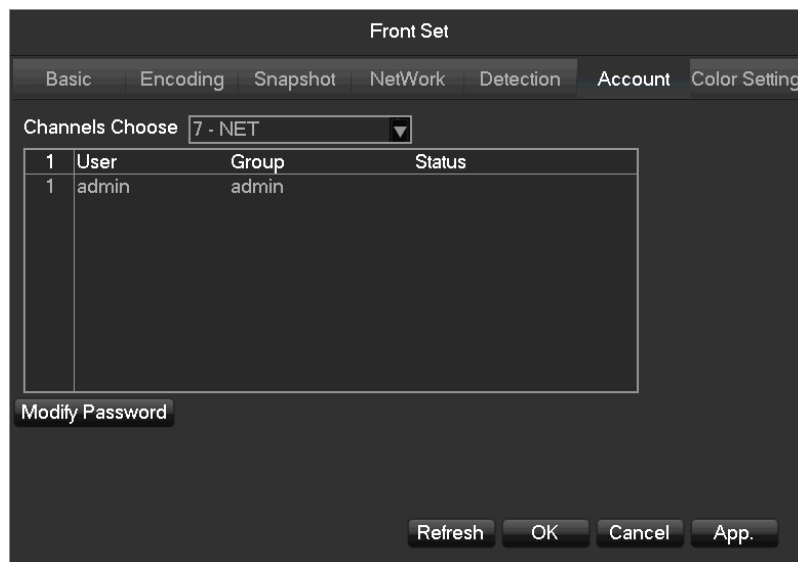 Front Set
Basic Encoding Snapshot NetWork Detection Account Color Setting
Channels Choose 7 - NET
1 User Group Status
1 admin admin
Modify Password
Refresh OK Cancel App.